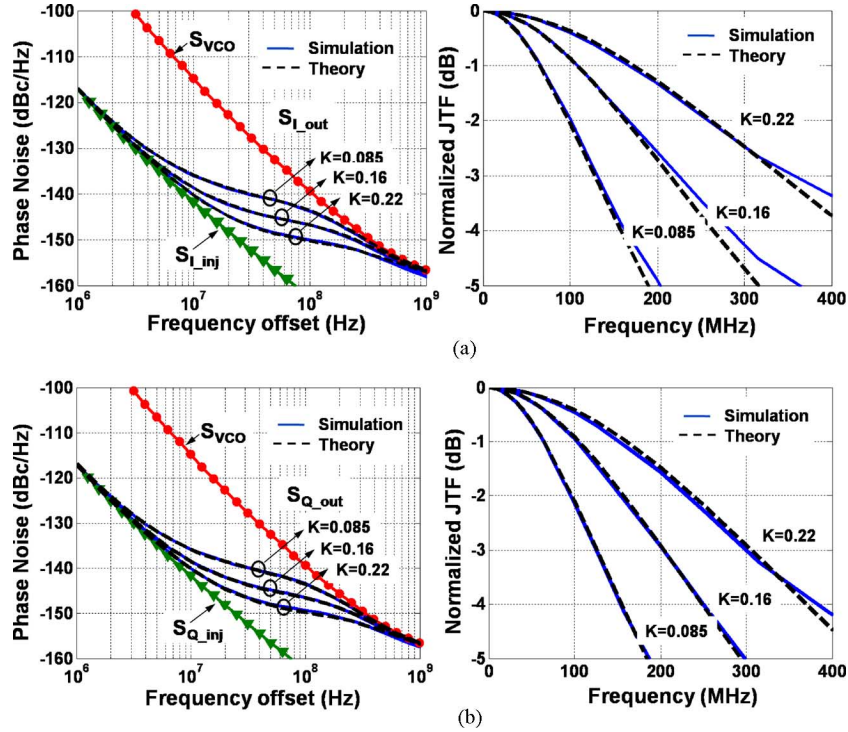 Phase Noise (dBc/Hz)
-100
-110
-120
-130
-140
-150
-160
S_VCO
Simulation
Theory
S_I_out
K=0.085
K=0.16
K=0.22
S_I_inj
10^6
10^7
10^8
10^9
Frequency offset (Hz)
Normalized JTF (dB)
0
-1
-2
-3
-4
-5
Simulation
Theory
K=0.22
K=0.16
K=0.085
0
100
200
300
400
Frequency (MHz)
(a)
Phase Noise (dBc/Hz)
-100
-110
-120
-130
-140
-150
-160
S_VCO
Simulation
Theory
S_Q_out
K=0.085
K=0.16
K=0.22
S_Q_inj
10^6
10^7
10^8
10^9
Frequency offset (Hz)
Normalized JTF (dB)
0
-1
-2
-3
-4
-5
Simulation
Theory
K=0.22
K=0.16
K=0.085
0
100
200
300
400
Frequency (MHz)
(b)